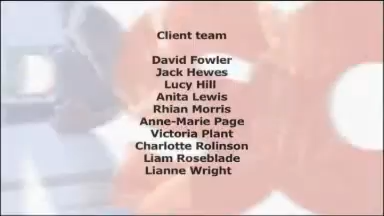 Client team
David Fowler
Jack Hewes
Lucy Hill
Anita Lewis
Rhian Morris
Anne-Marie Page
Victoria Plant
Charlotte Rolinson
Liam Roseblade
Lianne Wright